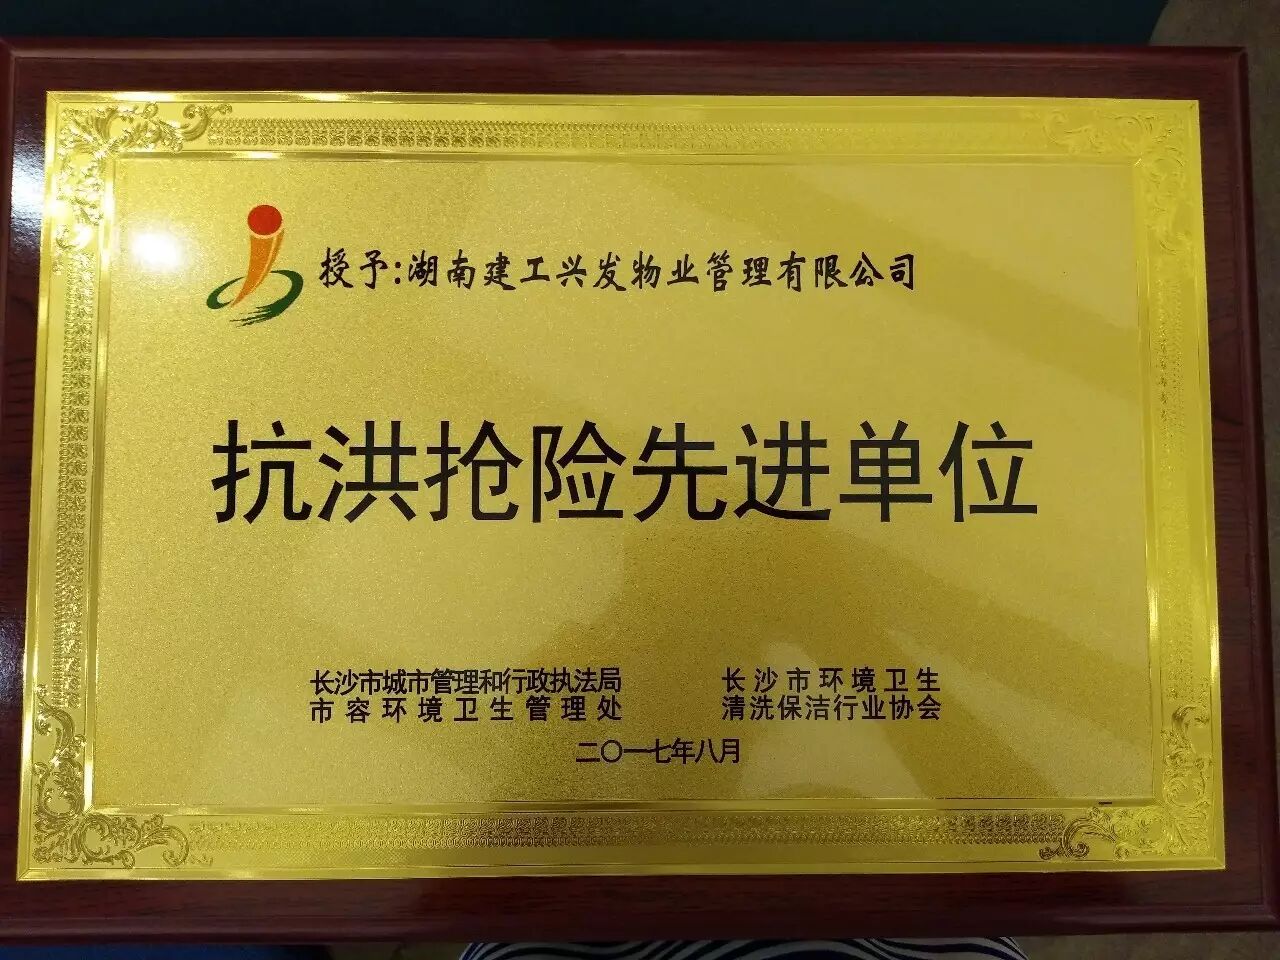 授予:湖南建工兴发物业管理有限公司
抗洪抢险先进单位
长沙市城市管理和行政执法局
市容环境卫生管理处
长沙市环境卫生
清洗保洁行业协会
二〇一七年八月